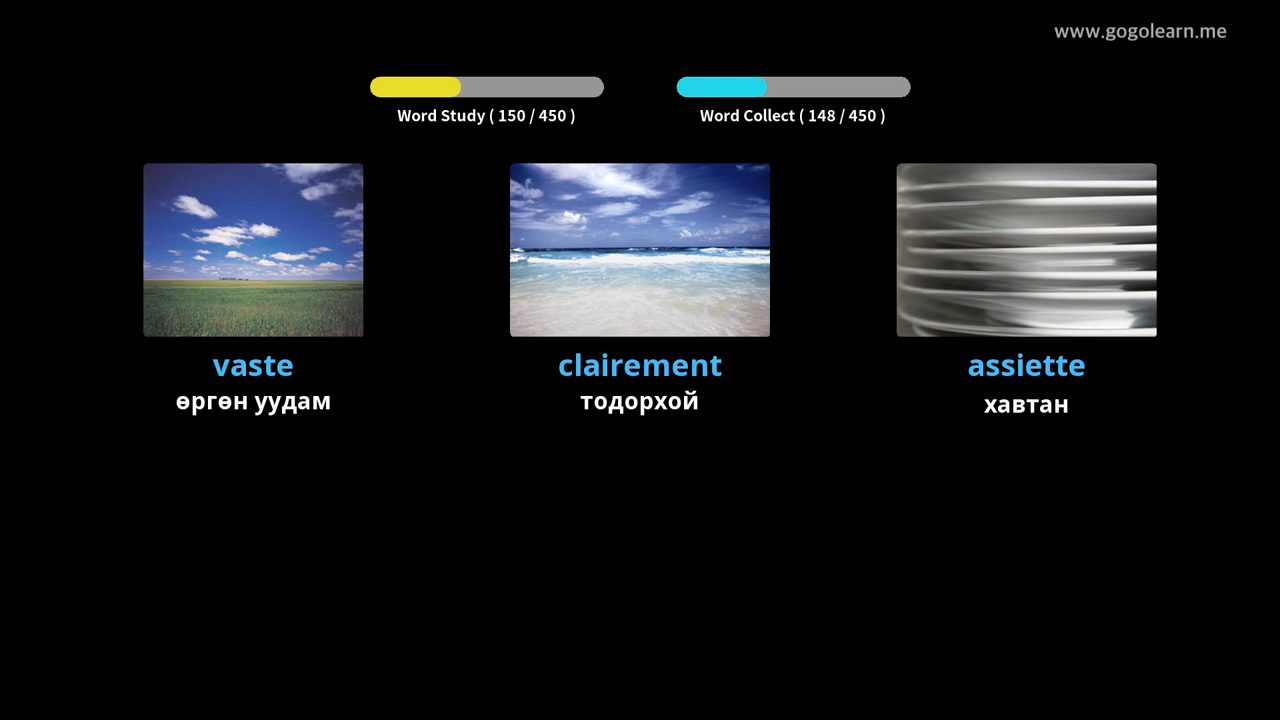 www.gogolearn.me
Word Study ( 150 / 450 )
Word Collect ( 148 / 450 )
vaste
өргөн уудам
clairement
тодорхой
assiette
хавтан